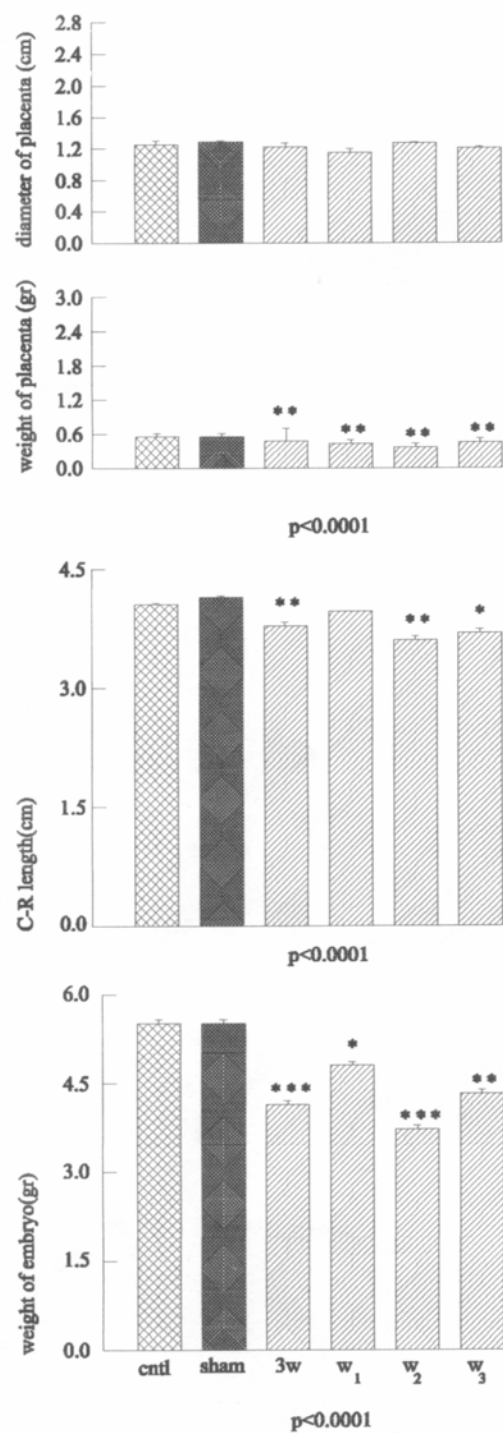 diameter of placenta (cm)
2.8
2.4
2.0
1.6
1.2
0.8
0.4
0.0
weight of placenta (gr)
3.0
2.4
1.8
1.2
0.6
0.0
** ** ** **
p<0.0001
C-R length(cm)
4.5
3.0
1.5
0.0
** ** *
p<0.0001
weight of embryo(gr)
6.0
4.5
3.0
1.5
0.0
*** * *** **
cntl sham 3w w1 w2 w3
p<0.0001